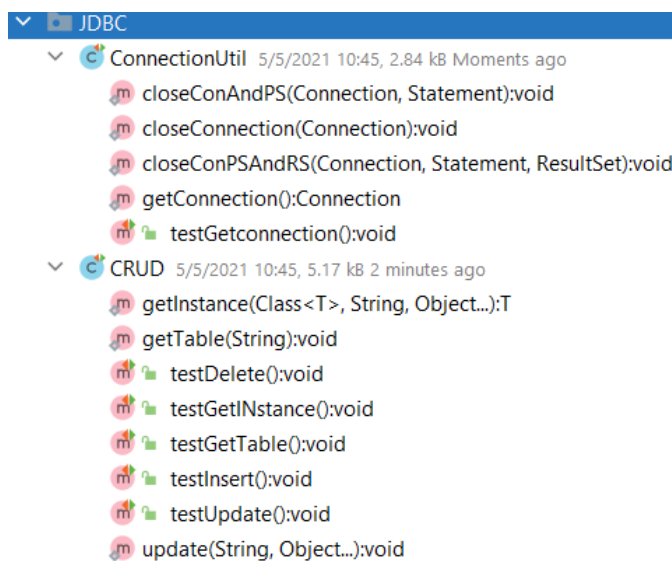 JDBC
ConnectionUtil 5/5/2021 10:45, 2.84 kB Moments ago
closeConAndPS(Connection, Statement):void
closeConnection(Connection):void
closeConPSAndRS(Connection, Statement, ResultSet):void
getConnection():Connection
testGetconnection():void
CRUD 5/5/2021 10:45, 5.17 kB 2 minutes ago
getInstance(Class<T>, String, Object...):T
getTable(String):void
testDelete():void
testGetINstance():void
testGetTable():void
testInsert():void
testUpdate():void
update(String, Object...):void